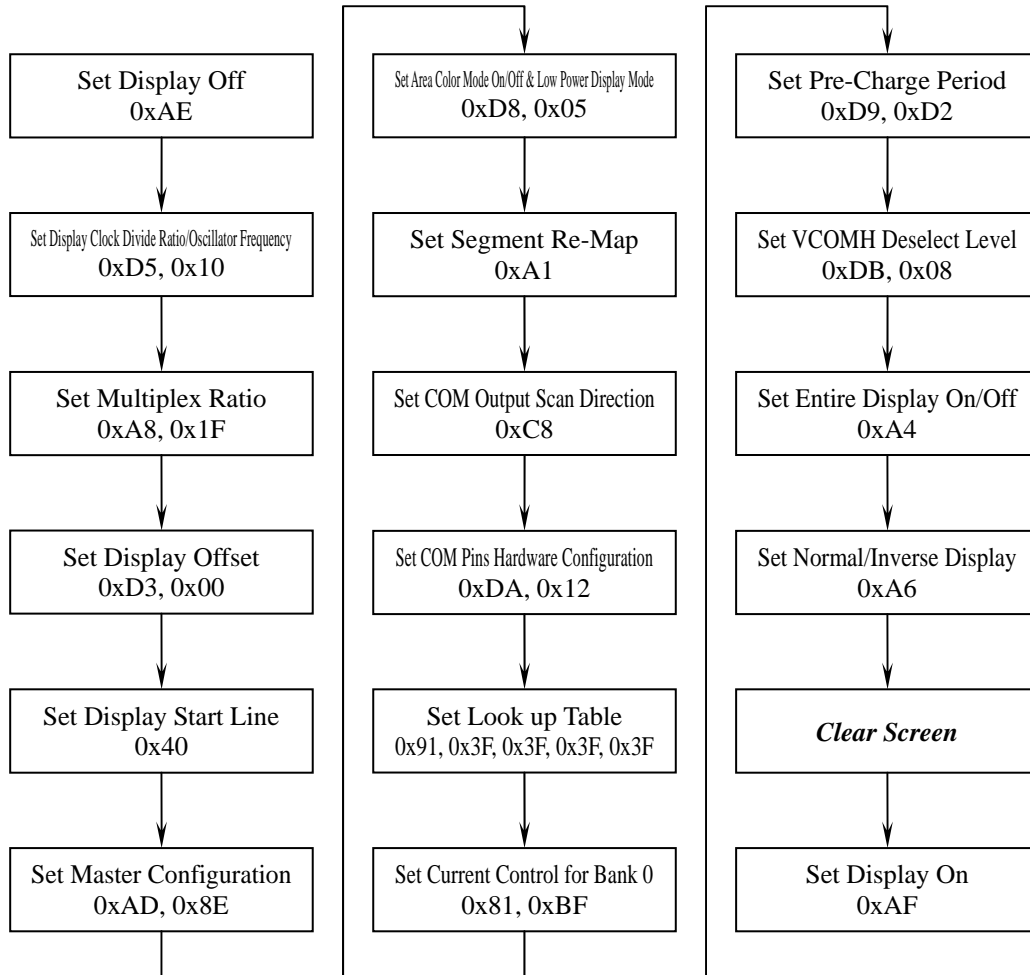 Set Display Off
0xAE
Set Display Clock Divide Ratio/Oscillator Frequency
0xD5, 0x10
Set Multiplex Ratio
0xA8, 0x1F
Set Display Offset
0xD3, 0x00
Set Display Start Line
0x40
Set Master Configuration
0xAD, 0x8E
Set Area Color Mode On/Off & Low Power Display Mode
0xD8, 0x05
Set Segment Re-Map
0xA1
Set COM Output Scan Direction
0xC8
Set COM Pins Hardware Configuration
0xDA, 0x12
Set Look up Table
0x91, 0x3F, 0x3F, 0x3F, 0x3F
Set Current Control for Bank 0
0x81, 0xBF
Set Pre-Charge Period
0xD9, 0xD2
Set VCOMH Deselect Level
0xDB, 0x08
Set Entire Display On/Off
0xA4
Set Normal/Inverse Display
0xA6
Clear Screen
Set Display On
0xAF